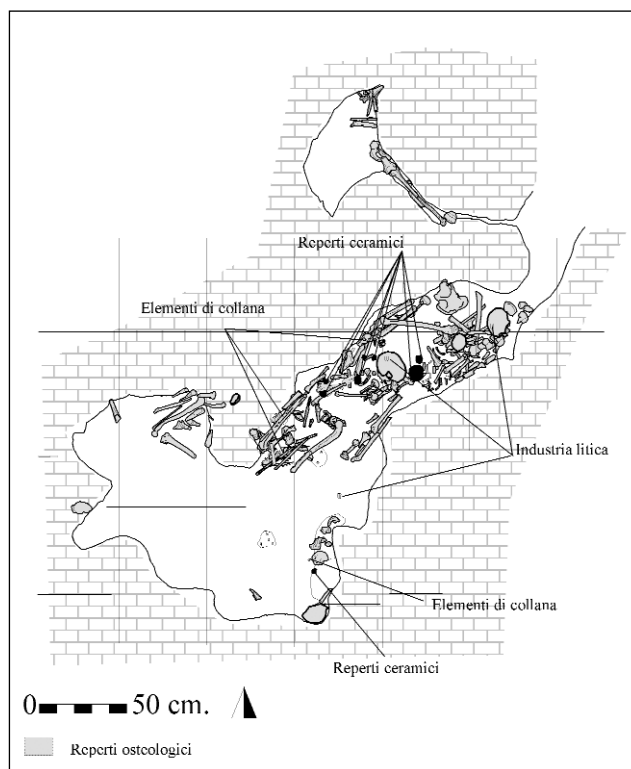 Reperti ceramici
Elementi di collana
Industria litica
Elementi di collana
Reperti ceramici
0 50 cm.
Reperti osteologici